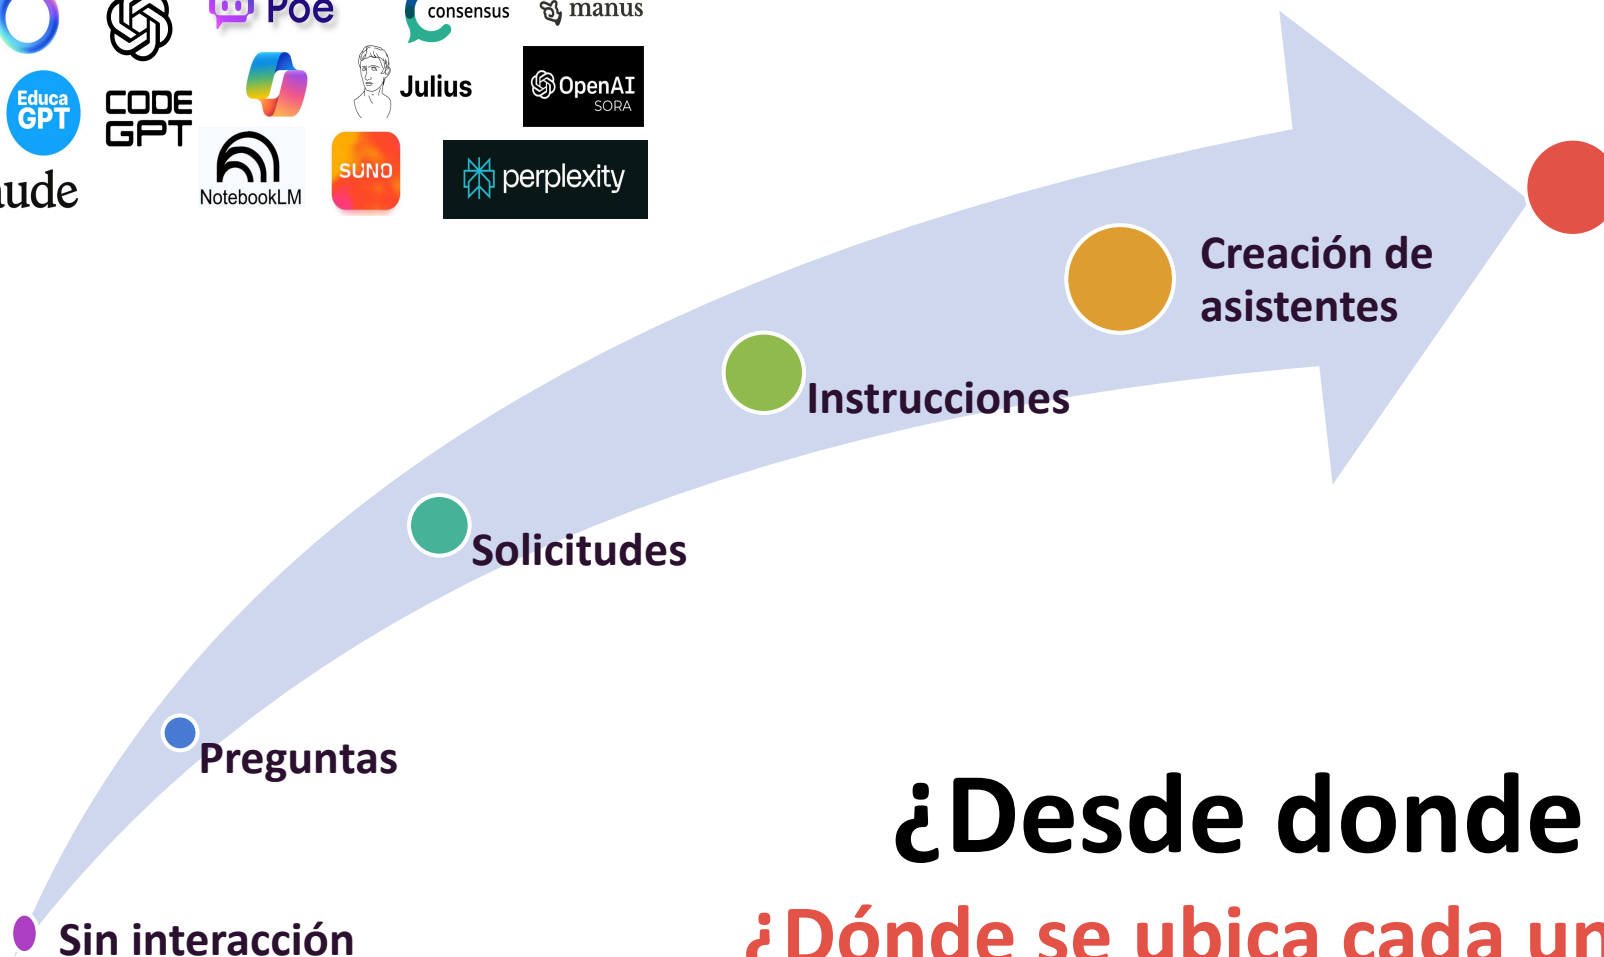 Poe
consensus
manus
Educa
GPT
CODE
GPT
Julius
OpenAI
SORA
NotebookLM
SUNO
perplexity
aude
Creación de
asistentes
Instrucciones
Solicitudes
Preguntas
Sin interacción
¿Desde donde
¿Dónde se ubica cada un